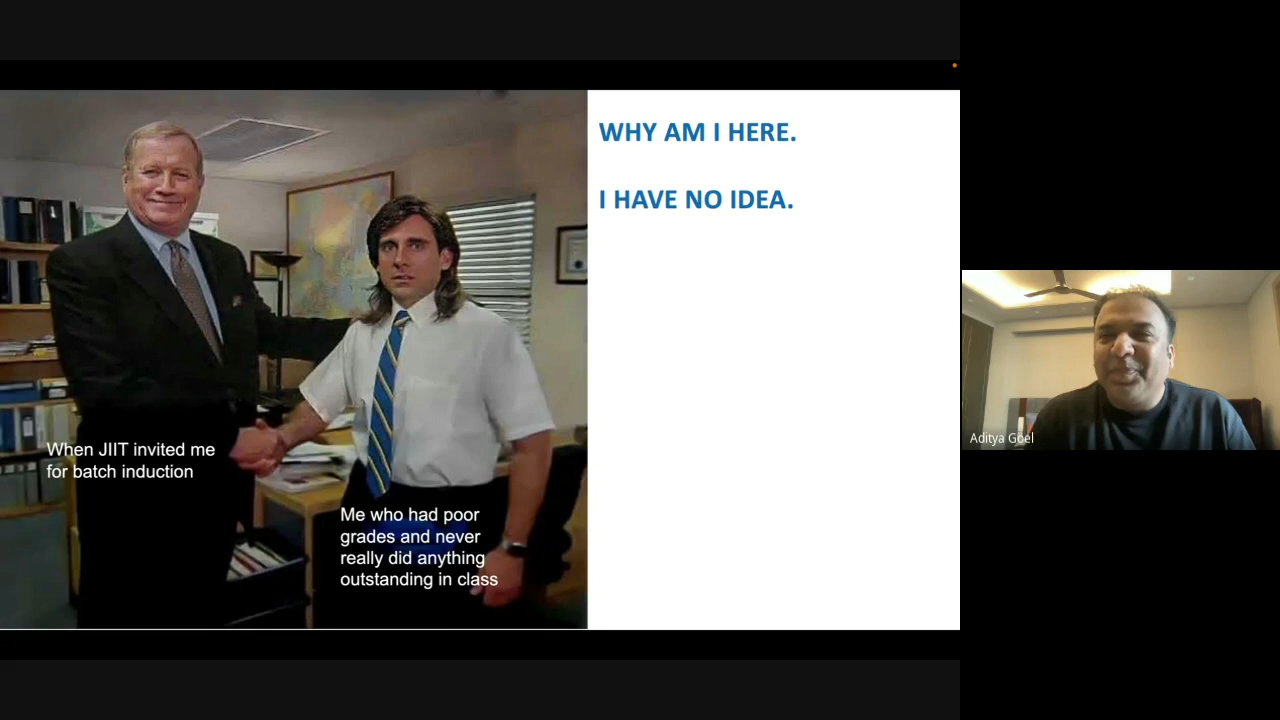 WHY AM I HERE.
I HAVE NO IDEA.
When JIIT invited me
for batch induction
Me who had poor
grades and never
really did anything
outstanding in class
Aditya Goel